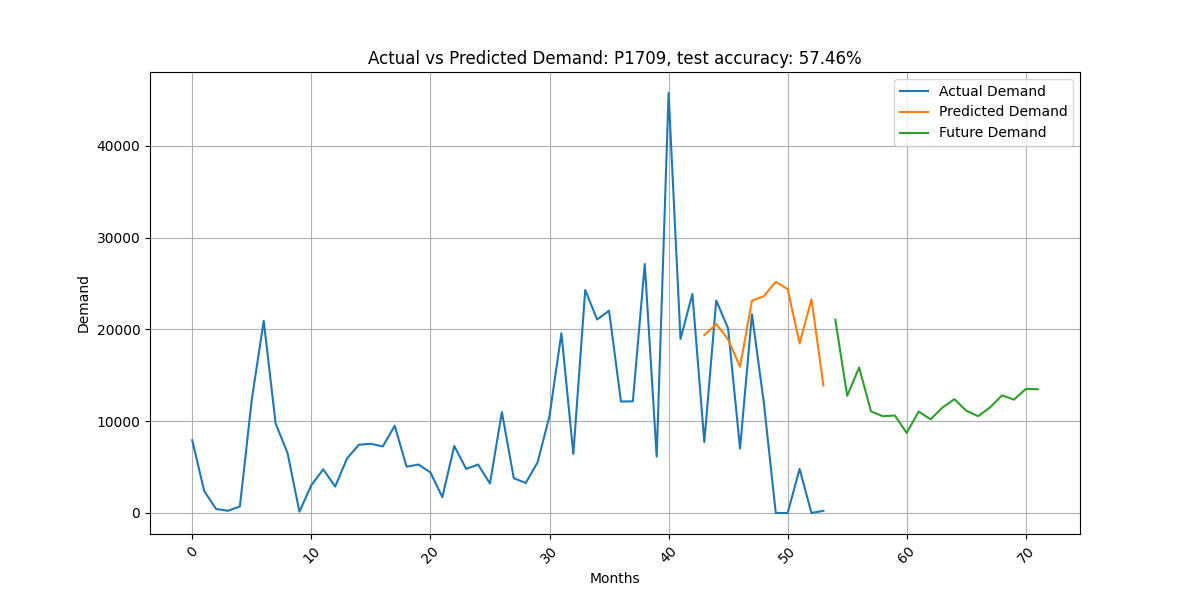 Actual vs Predicted Demand: P1709, test accuracy: 57.46%
Actual Demand
Predicted Demand
Future Demand
40000
30000
20000
10000
0
Demand
0 10 20 30 40 50 60 70
Months